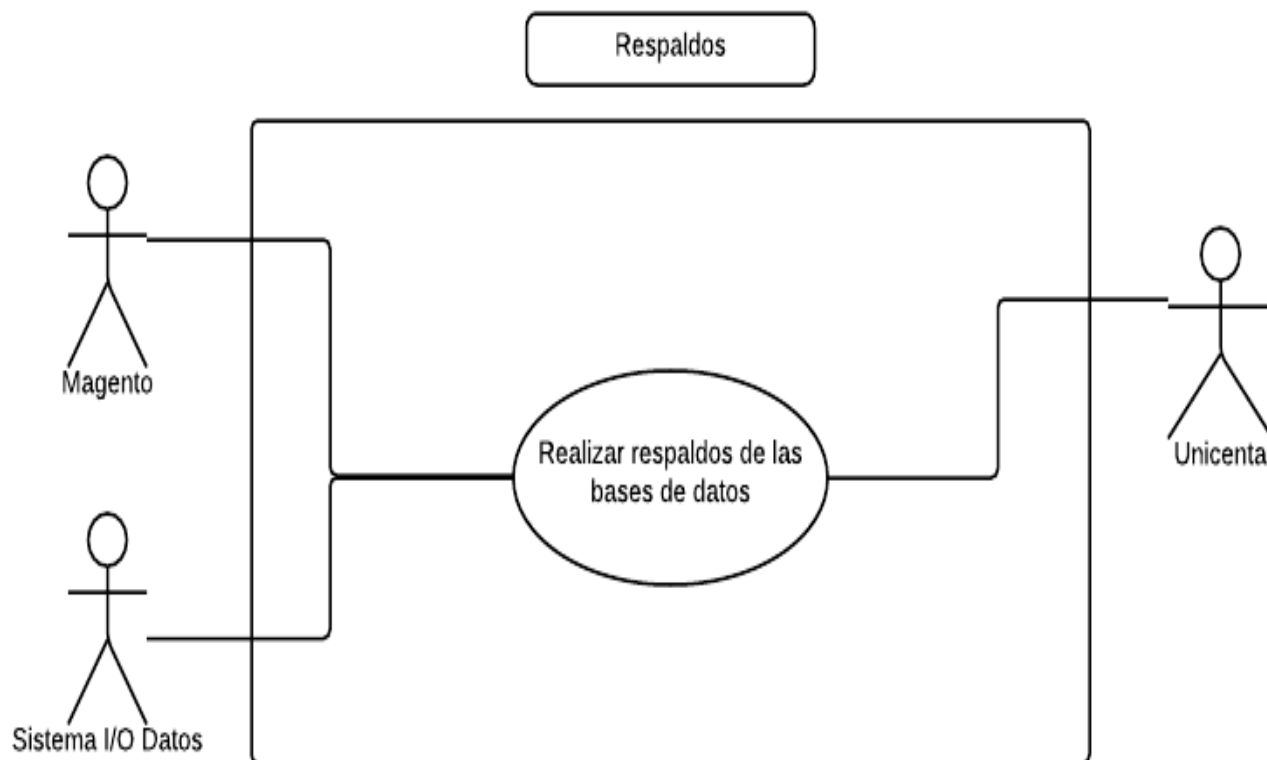 Respaldos
Magento
Realizar respaldos de las
bases de datos
Unicenta
Sistema I/O Datos